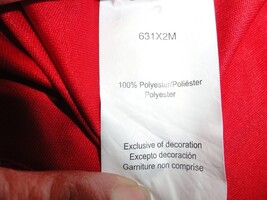 631X2M
100% Polyester/Poliéster
Polyester
Exclusive of decoration
Excepto decoración
Garniture non comprise